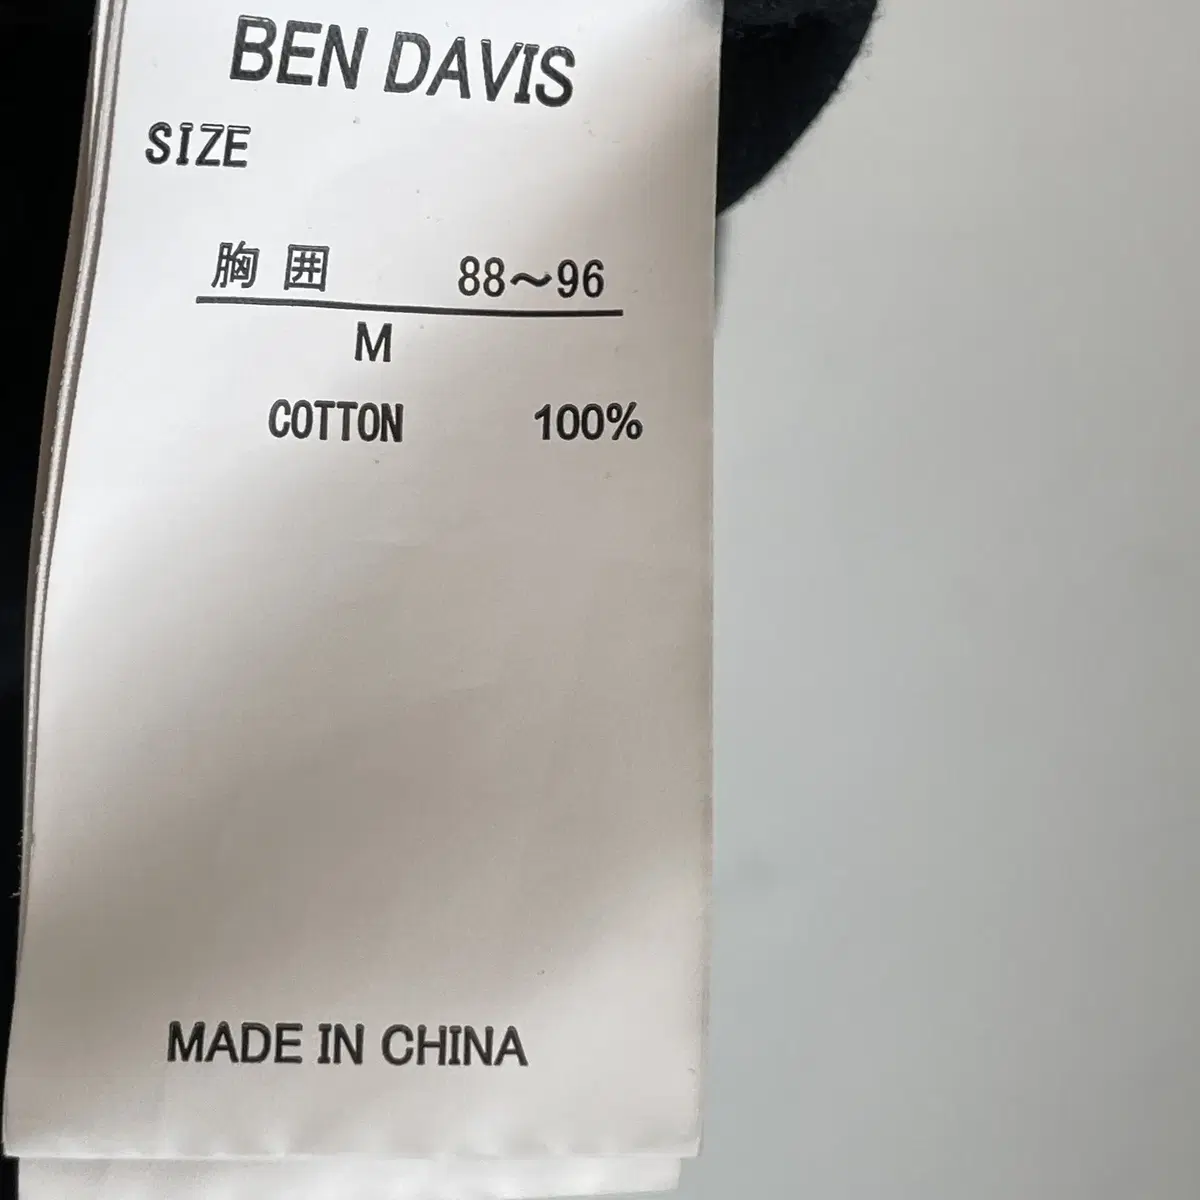 BEN DAVIS
SIZE
胸囲 88〜96
M
COTTON 100%
MADE IN CHINA